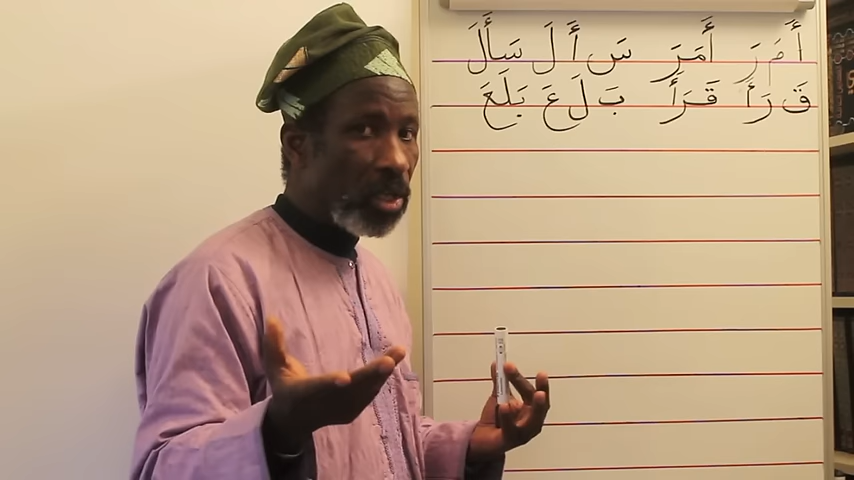 أَ مَ رَ أَمَرَ سَ أَ لَ سَأَلَ
قَ رَ أَ قَرَأَ بَ لَ عَ بَلَعَ